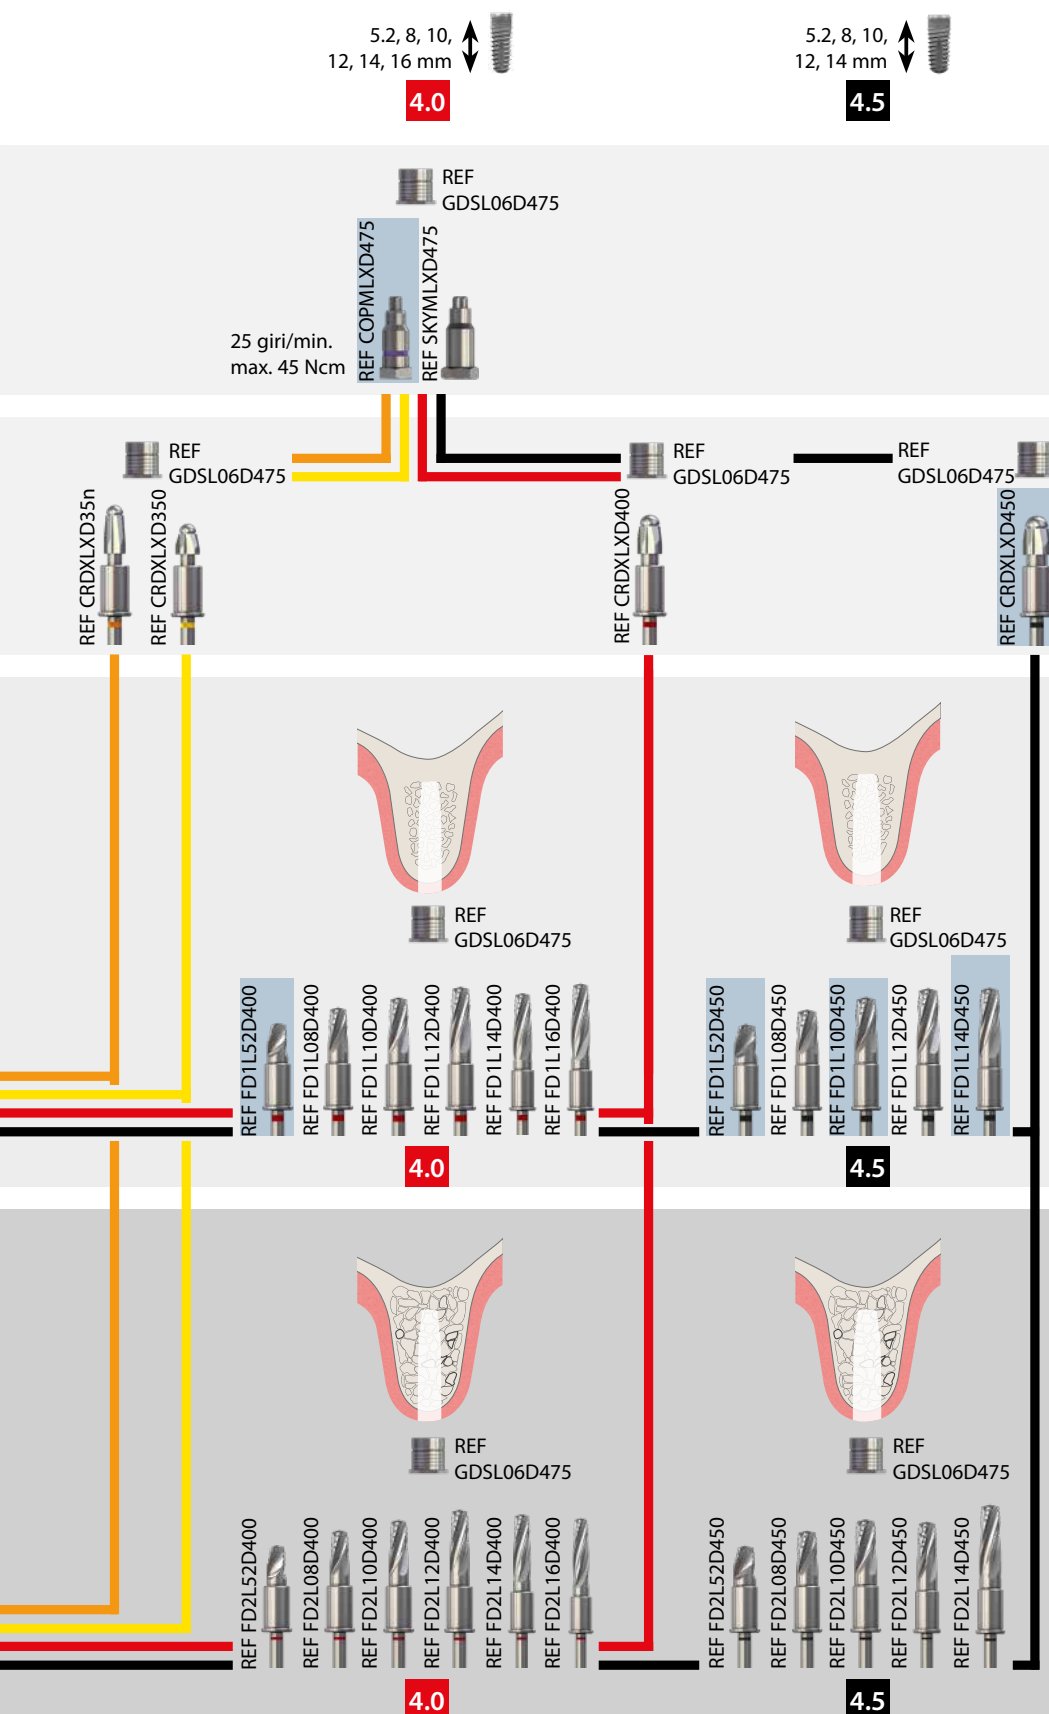 5.2, 8, 10,
12, 14, 16 mm
4.0
5.2, 8, 10,
12, 14 mm
4.5
REF
GDSL06D475
REF COPMLXD475
REF SKYMLXD475
25 giri/min.
max. 45 Ncm
REF
GDSL06D475
REF
GDSL06D475
REF
GDSL06D475
REF CRDXLXD35n
REF CRDXLXD350
REF CRDXLXD400
REF CRDXLXD450
REF
GDSL06D475
REF
GDSL06D475
REF FD1L52D400
REF FD1L08D400
REF FD1L10D400
REF FD1L12D400
REF FD1L14D400
REF FD1L16D400
REF FD1L52D450
REF FD1L08D450
REF FD1L10D450
REF FD1L12D450
REF FD1L14D450
4.0
4.5
REF
GDSL06D475
REF
GDSL06D475
REF FD2L52D400
REF FD2L08D400
REF FD2L10D400
REF FD2L12D400
REF FD2L14D400
REF FD2L16D400
REF FD2L52D450
REF FD2L08D450
REF FD2L10D450
REF FD2L12D450
REF FD2L14D450
4.0
4.5